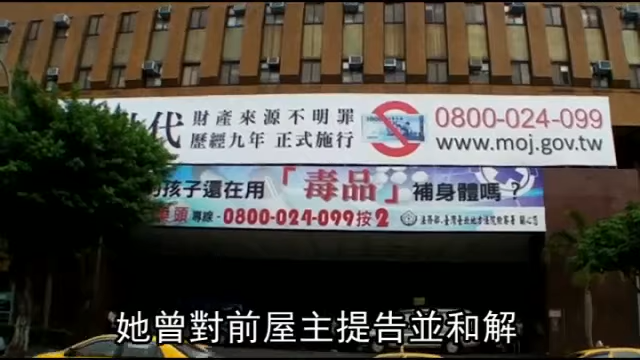 代
財產來源不明罪
歷經九年 正式施行
0800-024-099
www.moj.gov.tw
孩子還在用「毒品」補身體嗎?
專線-0800-024-099按2
她曾對前屋主提告並和解